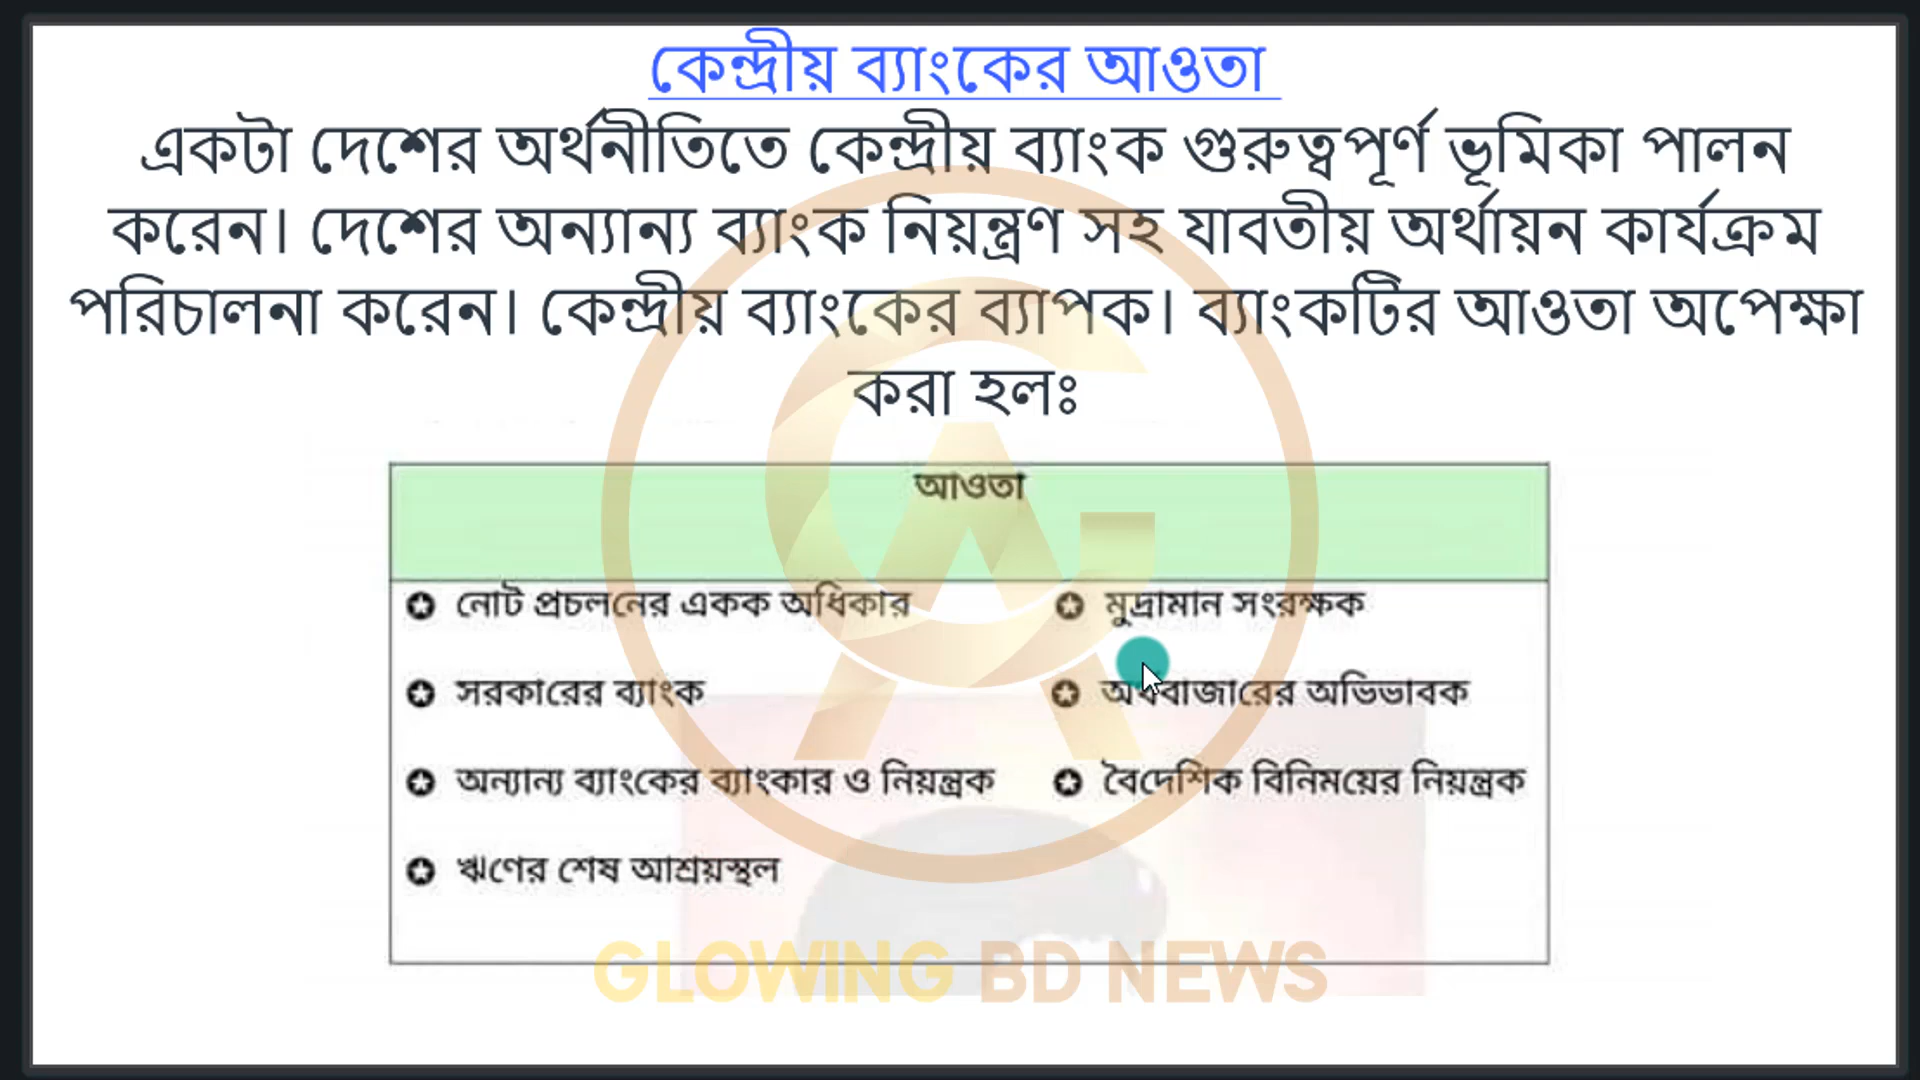 কেন্দ্রীয় ব্যাংকের আওতা
একটা দেশের অর্থনীতিতে কেন্দ্রীয় ব্যাংক গুরুত্বপূর্ণ ভূমিকা পালন
করেন। দেশের অন্যান্য ব্যাংক নিয়ন্ত্রণ সহ যাবতীয় অর্থায়ন কার্যক্রম
পরিচালনা করেন। কেন্দ্রীয় ব্যাংকের ব্যাপক। ব্যাংকটির আওতা অপেক্ষা
করা হলঃ
আওতা
নোট প্রচলনের একক অধিকার
মুদ্রামান সংরক্ষক
সরকারের ব্যাংক
অভিভাবক
অন্যান্য ব্যাংকের ব্যাংকার ও নিয়ন্ত্রক
বৈদেশিক বিনিময়ের নিয়ন্ত্রক
ঋণের শেষ আশ্রয়স্থল
GLOWING BD NEWS